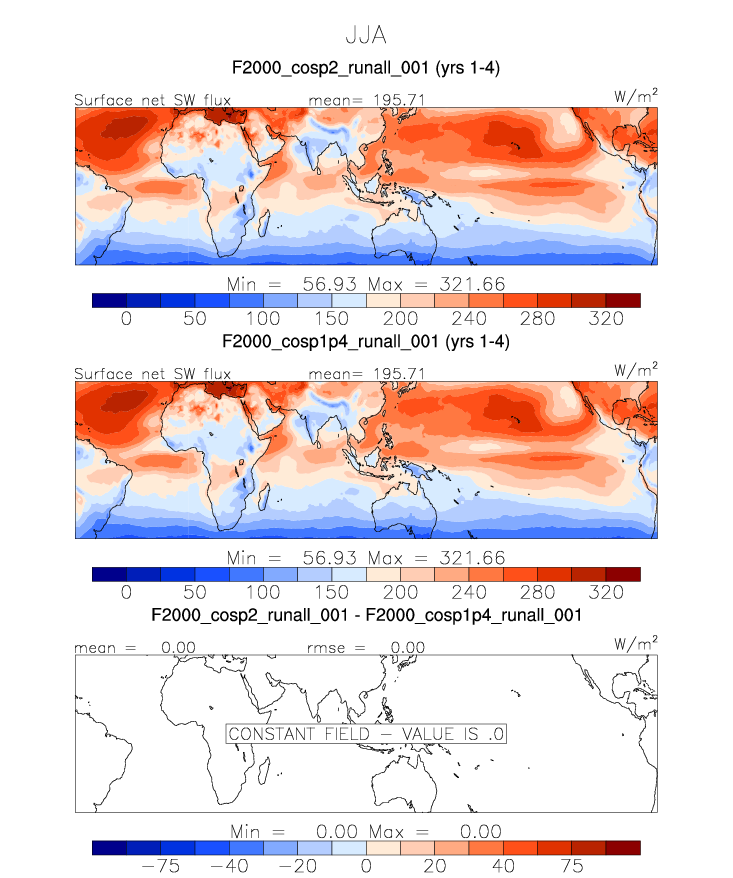 JJA
F2000_cosp2_runall_001 (yrs 1-4)
Surface net SW flux mean= 195.71 W/m²
Min = 56.93 Max = 321.66
0 50 100 150 200 240 280 320
F2000_cosp1p4_runall_001 (yrs 1-4)
Surface net SW flux mean= 195.71 W/m²
Min = 56.93 Max = 321.66
0 50 100 150 200 240 280 320
F2000_cosp2_runall_001 - F2000_cosp1p4_runall_001
mean = 0.00 rmse = 0.00 W/m²
CONSTANT FIELD - VALUE IS .0
Min = 0.00 Max = 0.00
-75 -40 -20 0 20 40 75